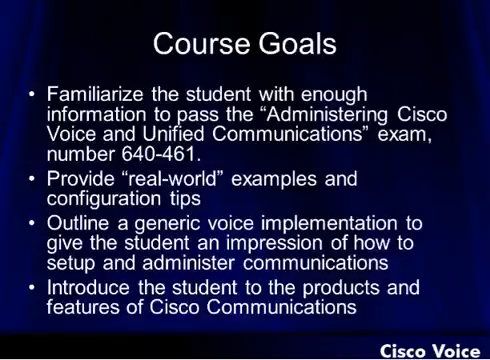 Course Goals
• Familiarize the student with enough
information to pass the “Administering Cisco
Voice and Unified Communications” exam,
number 640-461.
• Provide “real-world” examples and
configuration tips
• Outline a generic voice implementation to
give the student an impression of how to
setup and administer communications
• Introduce the student to the products and
features of Cisco Communications
Cisco Voice